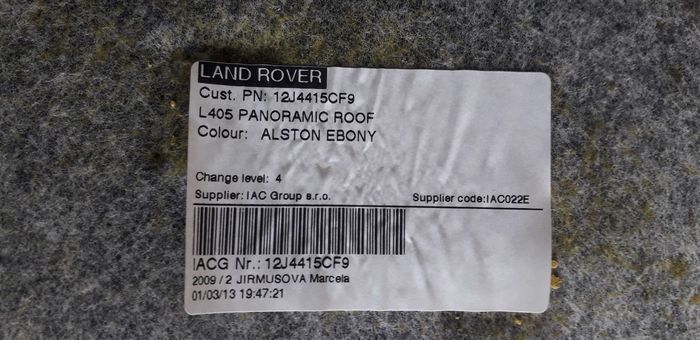 LAND ROVER
Cust. PN: 12J4415CF9
L405 PANORAMIC ROOF
Colour: ALSTON EBONY
Change level: 4
Supplier: IAC Group s.r.o. Supplier code:IAC022E
IACG Nr.: 12J4415CF9
2009 / 2 JIRMUSOVA Marcela
01/03/13 19:47:21